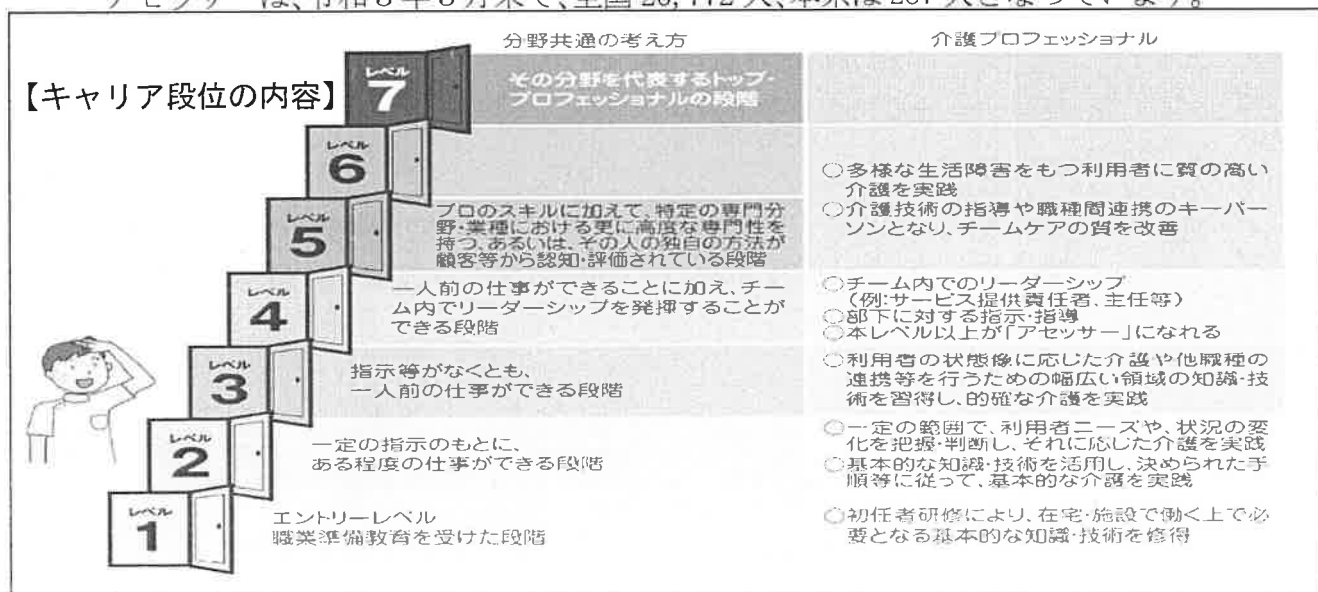 アセッサーは、令和 年 月末で、全国 人、本県は 人となっています。
【キャリア段位の内容】
分野共通の考え方
介護プロフェッショナル
レベル
7
その分野を代表するトップ・
プロフェッショナルの段階
レベル
6
○多様な生活障害をもつ利用者に質の高い
介護を実践
○介護技術の指導や職種間連携のキーパー
ソンとなり、チームケアの質を改善
レベル
5
プロのスキルに加えて、特定の専門分
野・業種における更に高度な専門性を
持つ、あるいは、その人の独自の方法が
顧客等から認知・評価されている段階
レベル
4
一人前の仕事ができることに加え、チー
ム内でリーダーシップを発揮することが
できる段階
○チーム内でのリーダーシップ
(例:サービス提供責任者、主任等)
○部下に対する指示・指導
○本レベル以上が「アセッサー」になれる
レベル
3
指示等がなくとも、
一人前の仕事ができる段階
○利用者の状態像に応じた介護や他職種の
連携等を行うための幅広い領域の知識・技
術を習得し、的確な介護を実践
レベル
2
一定の指示のもとに、
ある程度の仕事ができる段階
○一定の範囲で、利用者ニーズや、状況の変
化を把握・判断し、それに応じた介護を実践
○基本的な知識・技術を活用し、決められた手
順等に従って、基本的な介護を実践
レベル
1
エントリーレベル
職業準備教育を受けた段階
○初任者研修により、在宅・施設で働く上で必
要となる基本的な知識・技術を修得